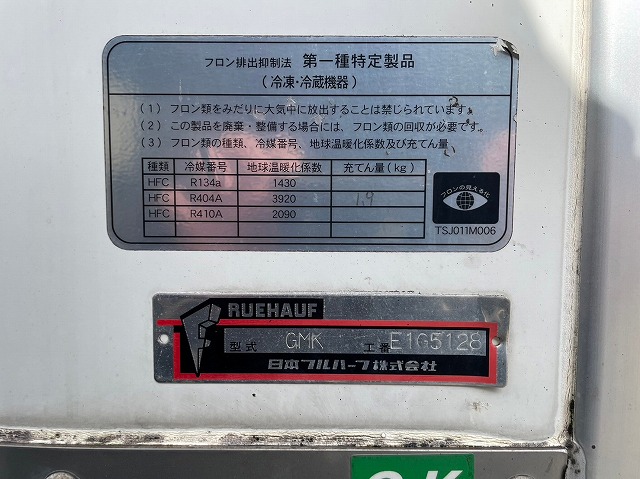 フロン排出抑制法 第一種特定製品
(冷凍・冷蔵機器)
(1) フロン類をみだりに大気中に放出することは禁じられています。
(2) この製品を廃棄・整備する場合には、フロン類の回収が必要です。
(3) フロン類の種類、冷媒番号、地球温暖化係数及び充てん量
種類 冷媒番号 地球温暖化係数 充てん量(kg)
HFC R134a 1430
HFC R404A 3920 1.9
HFC R410A 2090
フロンの見える化
TSJ011M006
RUEHAUF
型式 GMK 工番 E1G5128
日本フルハーフ株式会社